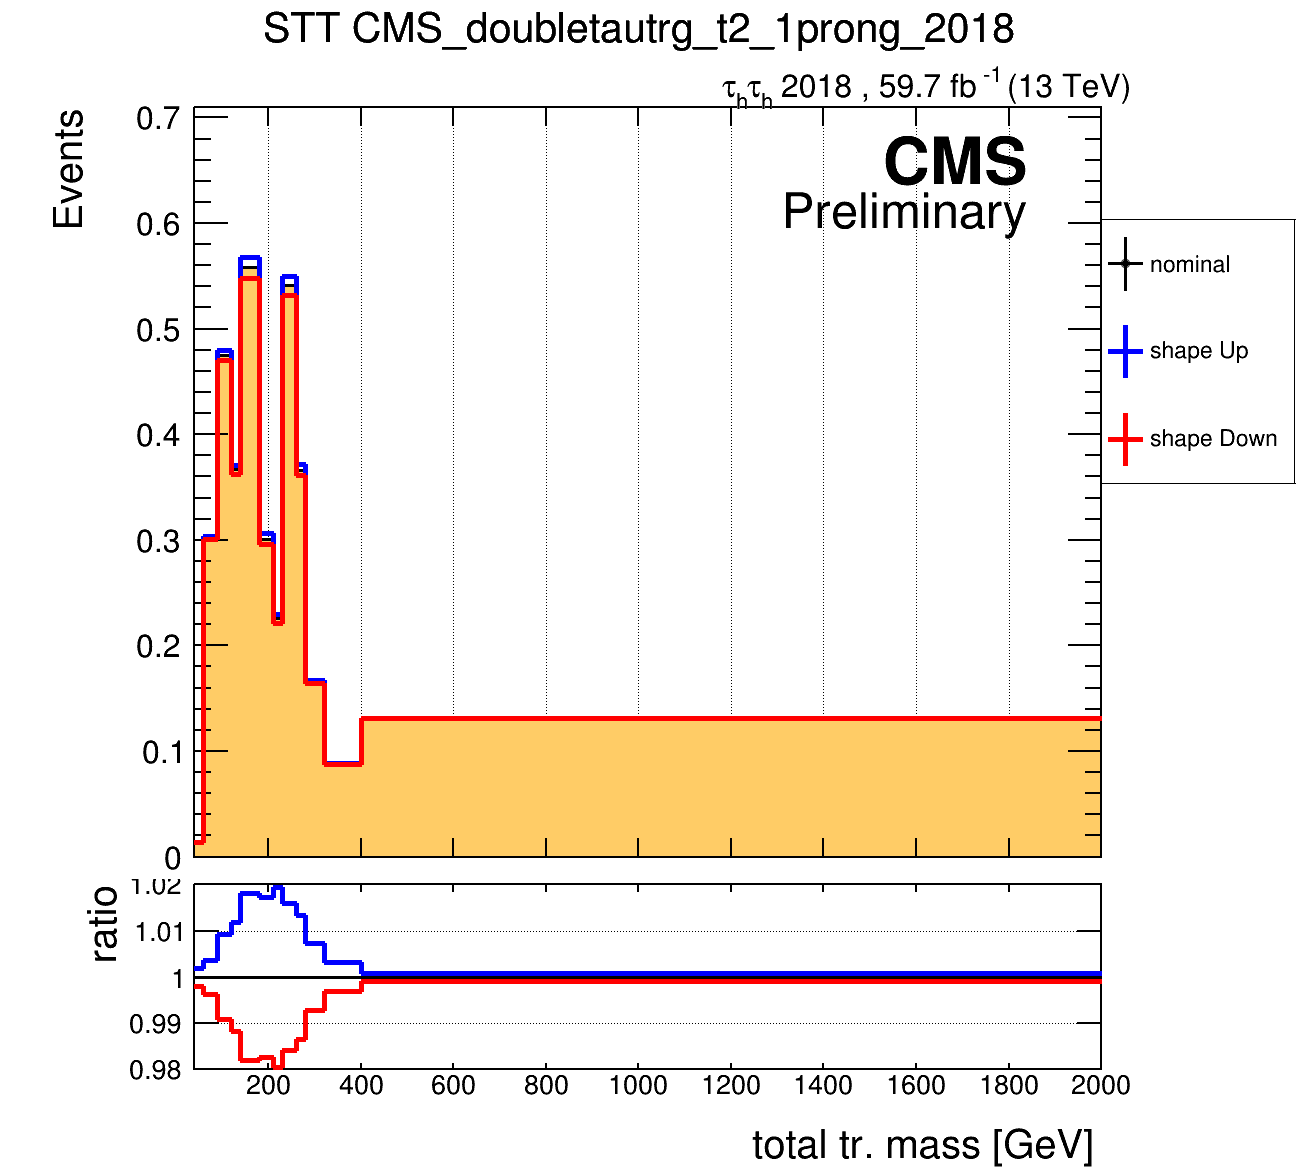 STT CMS_doubletautrg_t2_1prong_2018
τhτh 2018 , 59.7 fb -1 (13 TeV)
Events
CMS
Preliminary
0.7
0.6
0.5
0.4
0.3
0.2
0.1
0
nominal
shape Up
shape Down
ratio
1.02
1.01
1
0.99
0.98
200 400 600 800 1000 1200 1400 1600 1800 2000
total tr. mass [GeV]